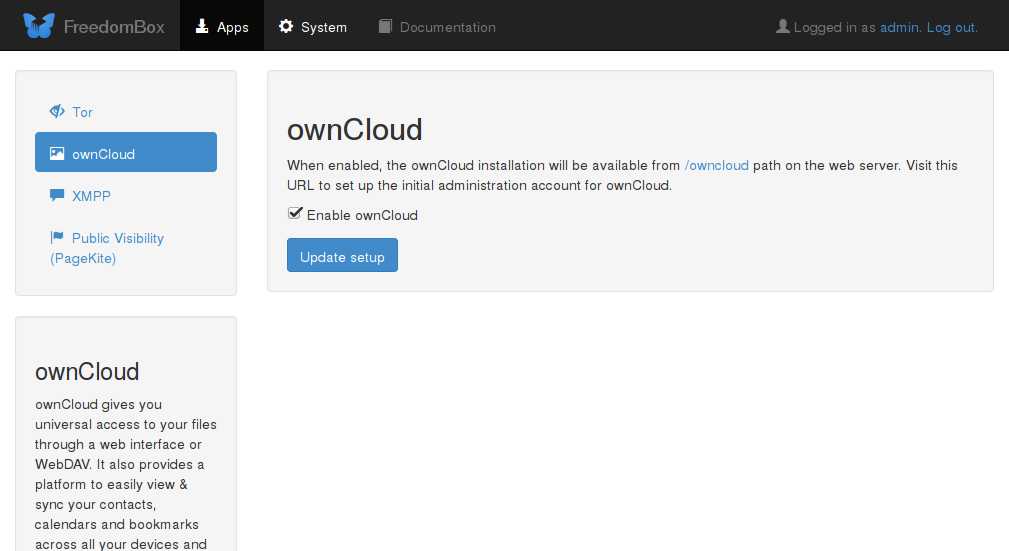 FreedomBox Apps System Documentation Logged in as admin. Log out.
Tor
ownCloud
XMPP
Public Visibility
(PageKite)
ownCloud
When enabled, the ownCloud installation will be available from /owncloud path on the web server. Visit this
URL to set up the initial administration account for ownCloud.
Enable ownCloud
Update setup
ownCloud
ownCloud gives you
universal access to your files
through a web interface or
WebDAV. It also provides a
platform to easily view &
sync your contacts,
calendars and bookmarks
across all your devices and